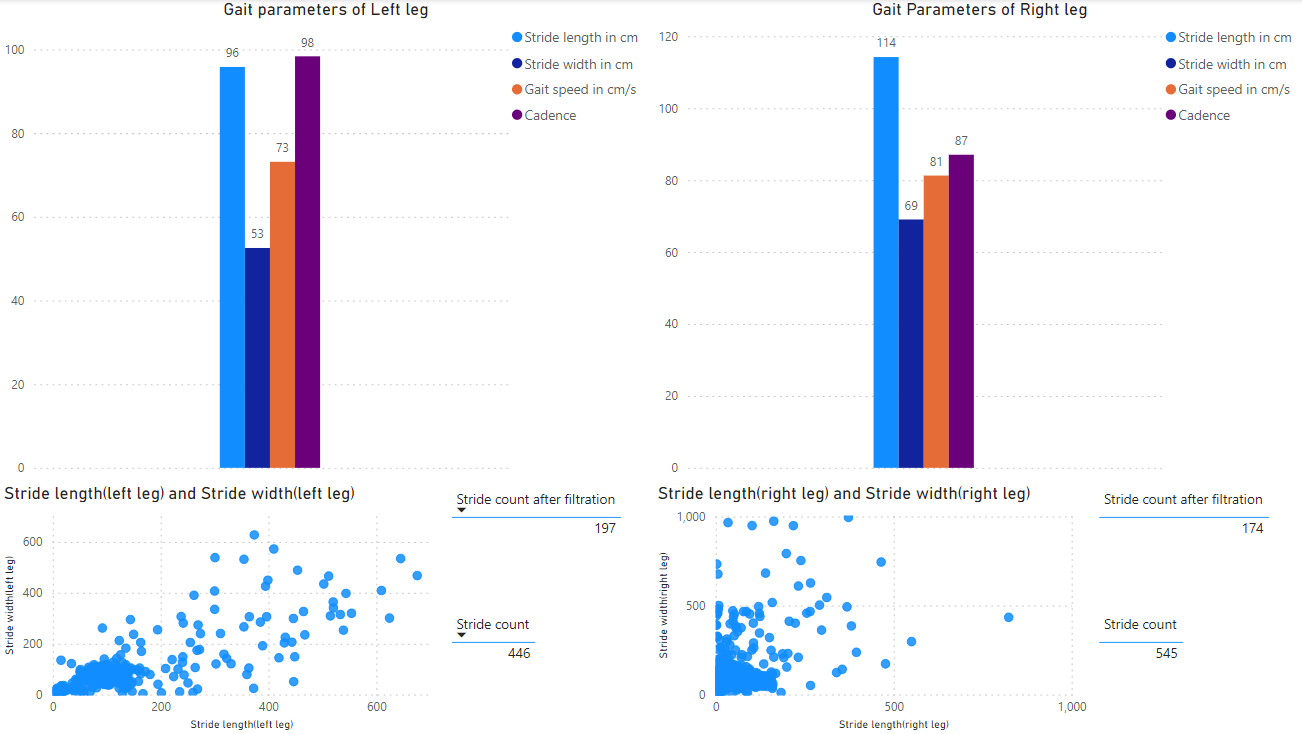 Gait parameters of Left leg
100
80
60
40
20
0
96
53
73
98
Stride length in cm
Stride width in cm
Gait speed in cm/s
Cadence
Gait Parameters of Right leg
120
100
80
60
40
20
0
114
69
81
87
Stride length in cm
Stride width in cm
Gait speed in cm/s
Cadence
Stride length(left leg) and Stride width(left leg)
Stride width(left leg)
600
400
200
0
0 200 400 600
Stride length(left leg)
Stride count after filtration
197
Stride count
446
Stride length(right leg) and Stride width(right leg)
Stride width(right leg)
1,000
500
0
0 500 1,000
Stride length(right leg)
Stride count after filtration
174
Stride count
545